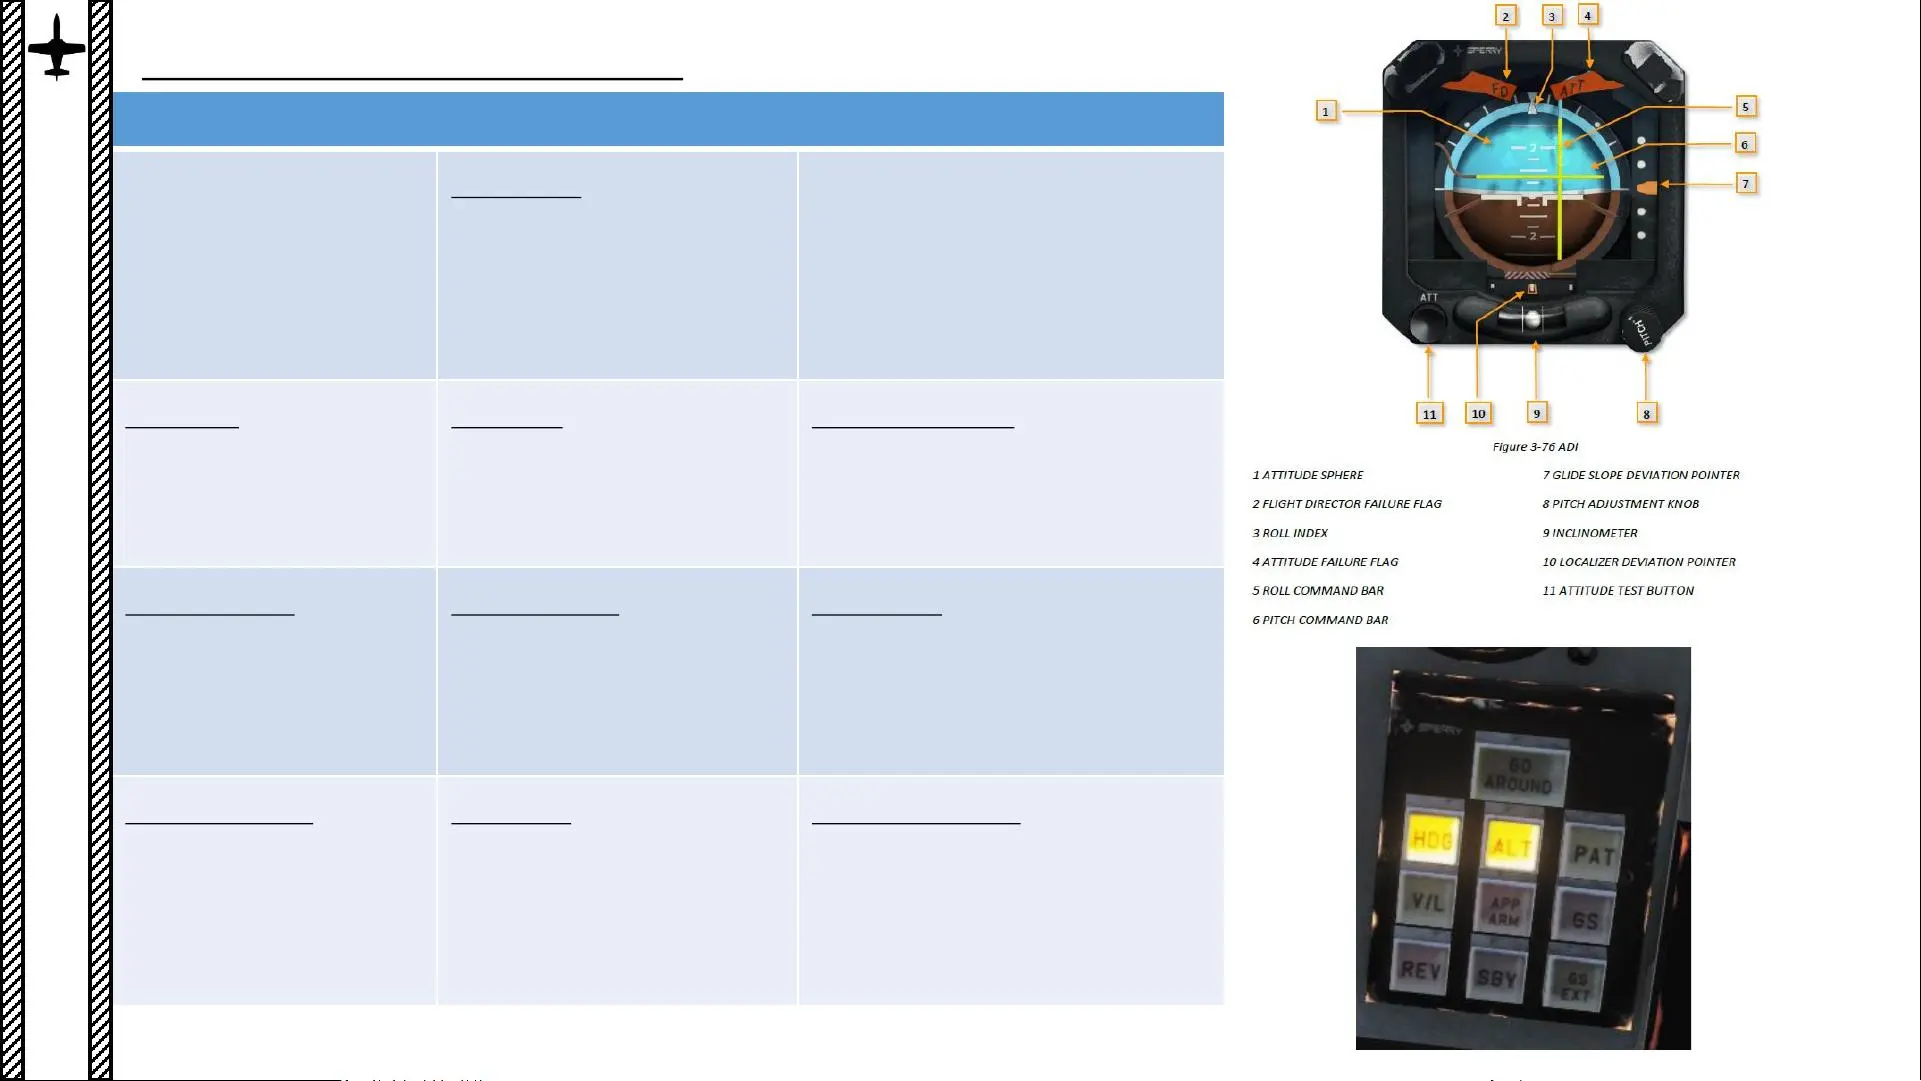 2
3
4
SPERRY
FD
ATT
1
5
6
7
2
2
ATT
PITCH
11
10
9
8
Figure 3-76 ADI
1 ATTITUDE SPHERE
7 GLIDE SLOPE DEVIATION POINTER
2 FLIGHT DIRECTOR FAILURE FLAG
8 PITCH ADJUSTMENT KNOB
3 ROLL INDEX
9 INCLINOMETER
4 ATTITUDE FAILURE FLAG
10 LOCALIZER DEVIATION POINTER
5 ROLL COMMAND BAR
11 ATTITUDE TEST BUTTON
6 PITCH COMMAND BAR
SPERRY
GO
AROUND
HDG
ALT
PAT
V/L
APP
ARM
GS
REV
SBY
GS
EXT